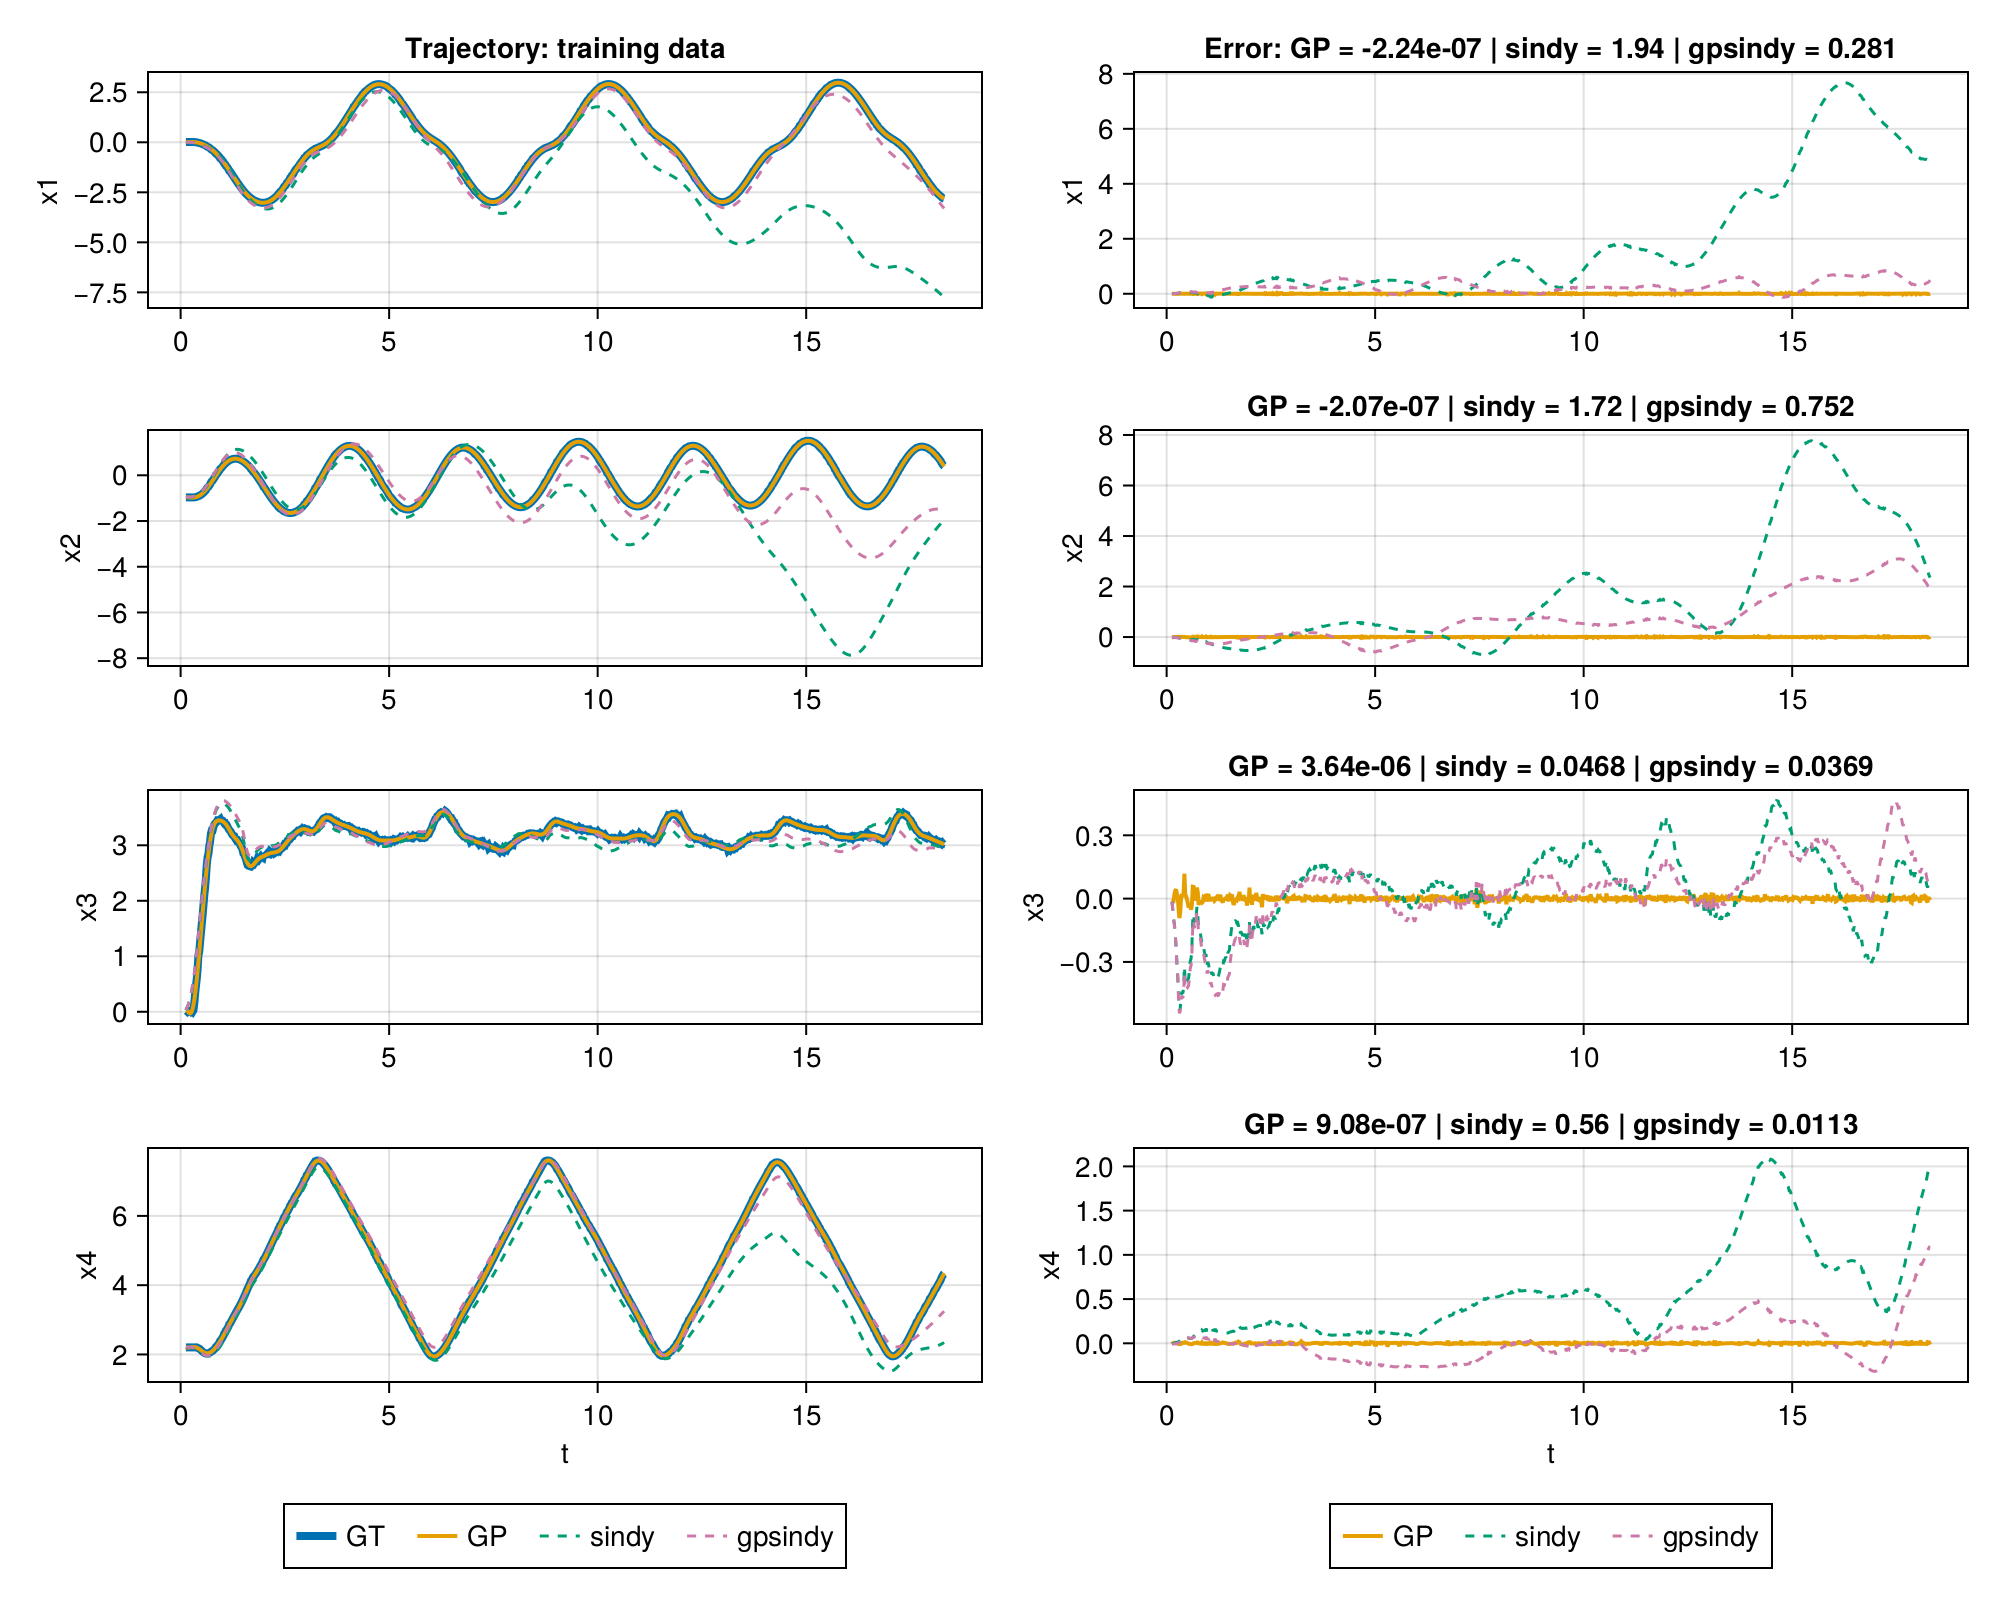 Trajectory: training data
x1
2.5
0.0
−2.5
−5.0
−7.5
0 5 10 15
Error: GP = -2.24e-07 | sindy = 1.94 | gpsindy = 0.281
x1
8
6
4
2
0
0 5 10 15
x2
0
−2
−4
−6
−8
0 5 10 15
GP = -2.07e-07 | sindy = 1.72 | gpsindy = 0.752
x2
8
6
4
2
0
0 5 10 15
x3
3
2
1
0
0 5 10 15
GP = 3.64e-06 | sindy = 0.0468 | gpsindy = 0.0369
x3
0.3
0.0
−0.3
0 5 10 15
x4
6
4
2
0 5 10 15
t
GP = 9.08e-07 | sindy = 0.56 | gpsindy = 0.0113
x4
2.0
1.5
1.0
0.5
0.0
0 5 10 15
t
GT GP sindy gpsindy
GP sindy gpsindy